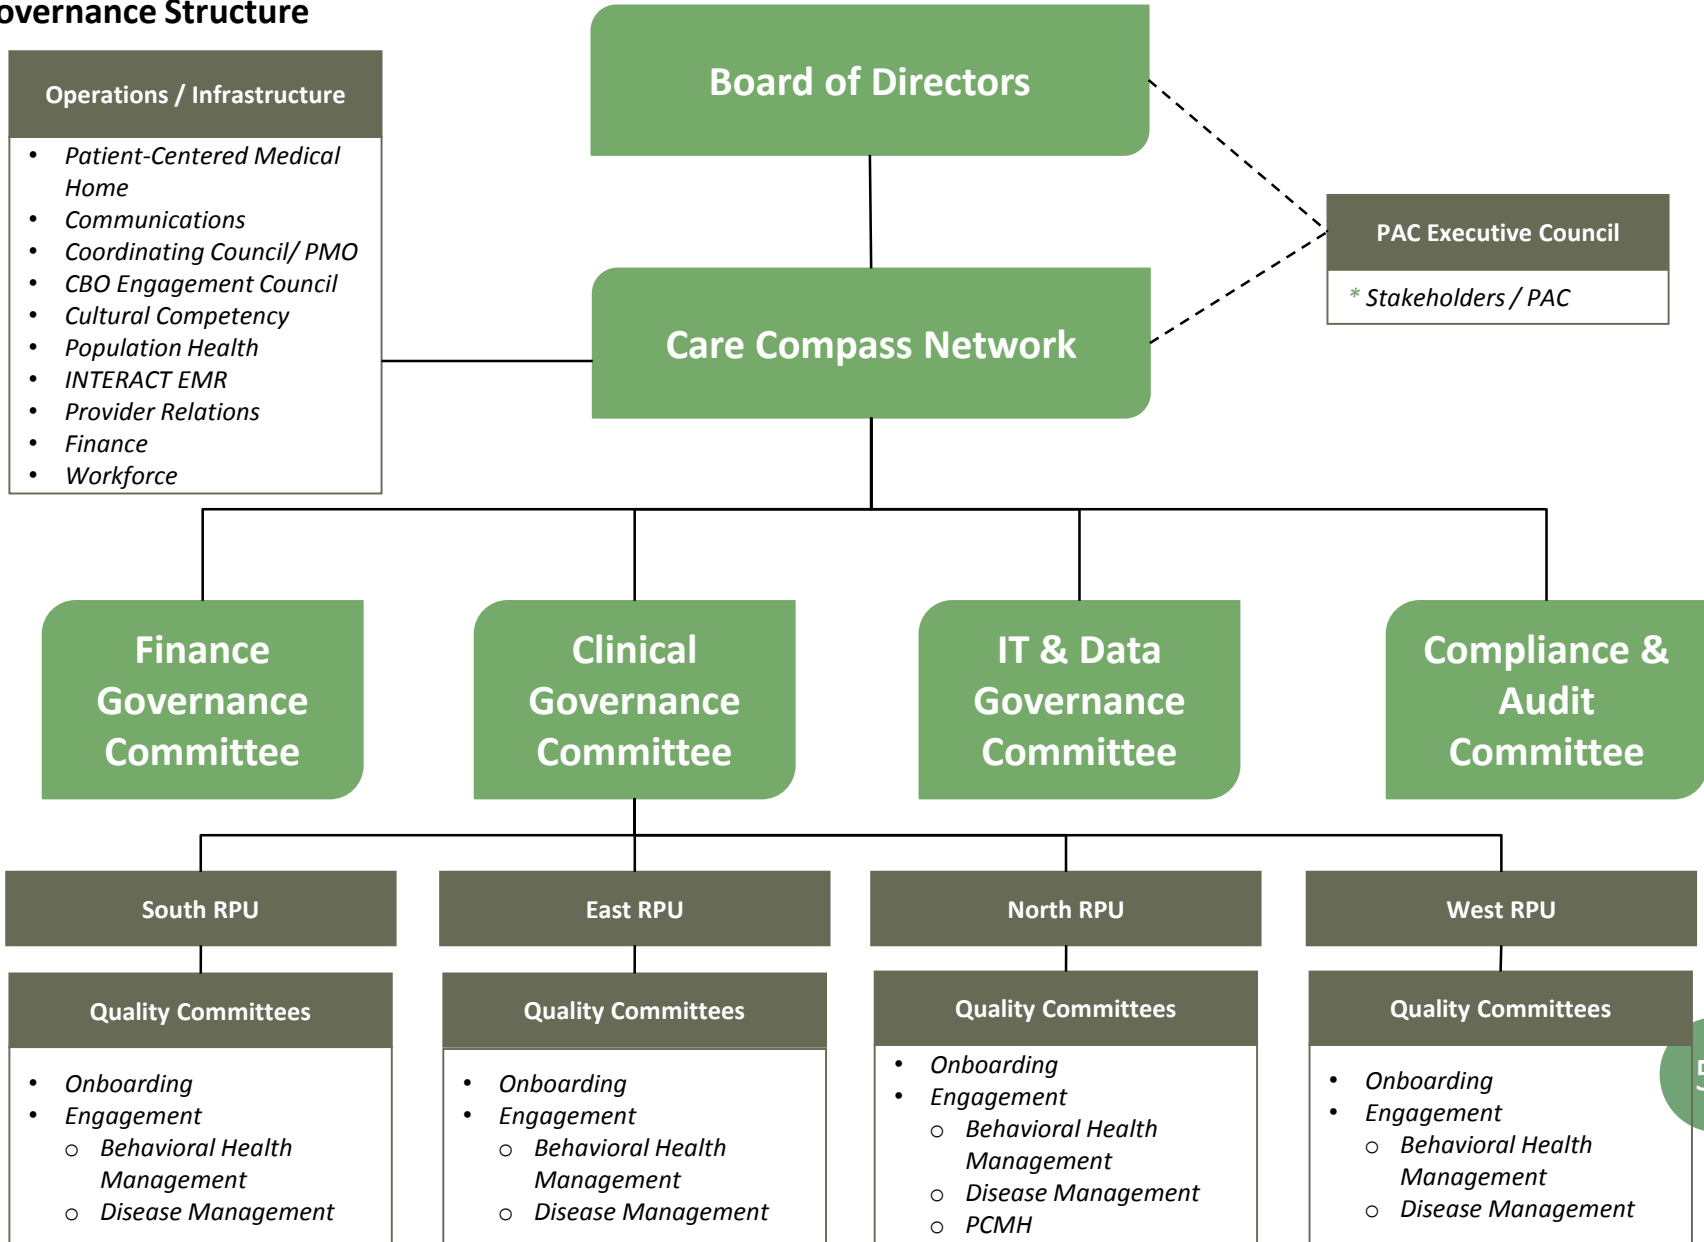 overnance Structure
Board of Directors
Operations / Infrastructure
• Patient-Centered Medical
Home
• Communications
• Coordinating Council/ PMO
• CBO Engagement Council
• Cultural Competency
• Population Health
• INTERACT EMR
• Provider Relations
• Finance
• Workforce
PAC Executive Council
* Stakeholders / PAC
Care Compass Network
Finance
Governance
Committee
Clinical
Governance
Committee
IT & Data
Governance
Committee
Compliance &
Audit
Committee
South RPU
East RPU
North RPU
West RPU
Quality Committees
• Onboarding
• Engagement
o Behavioral Health
Management
o Disease Management
Quality Committees
• Onboarding
• Engagement
o Behavioral Health
Management
o Disease Management
Quality Committees
• Onboarding
• Engagement
o Behavioral Health
Management
o Disease Management
o PCMH
Quality Committees
• Onboarding
• Engagement
o Behavioral Health
Management
o Disease Management
5